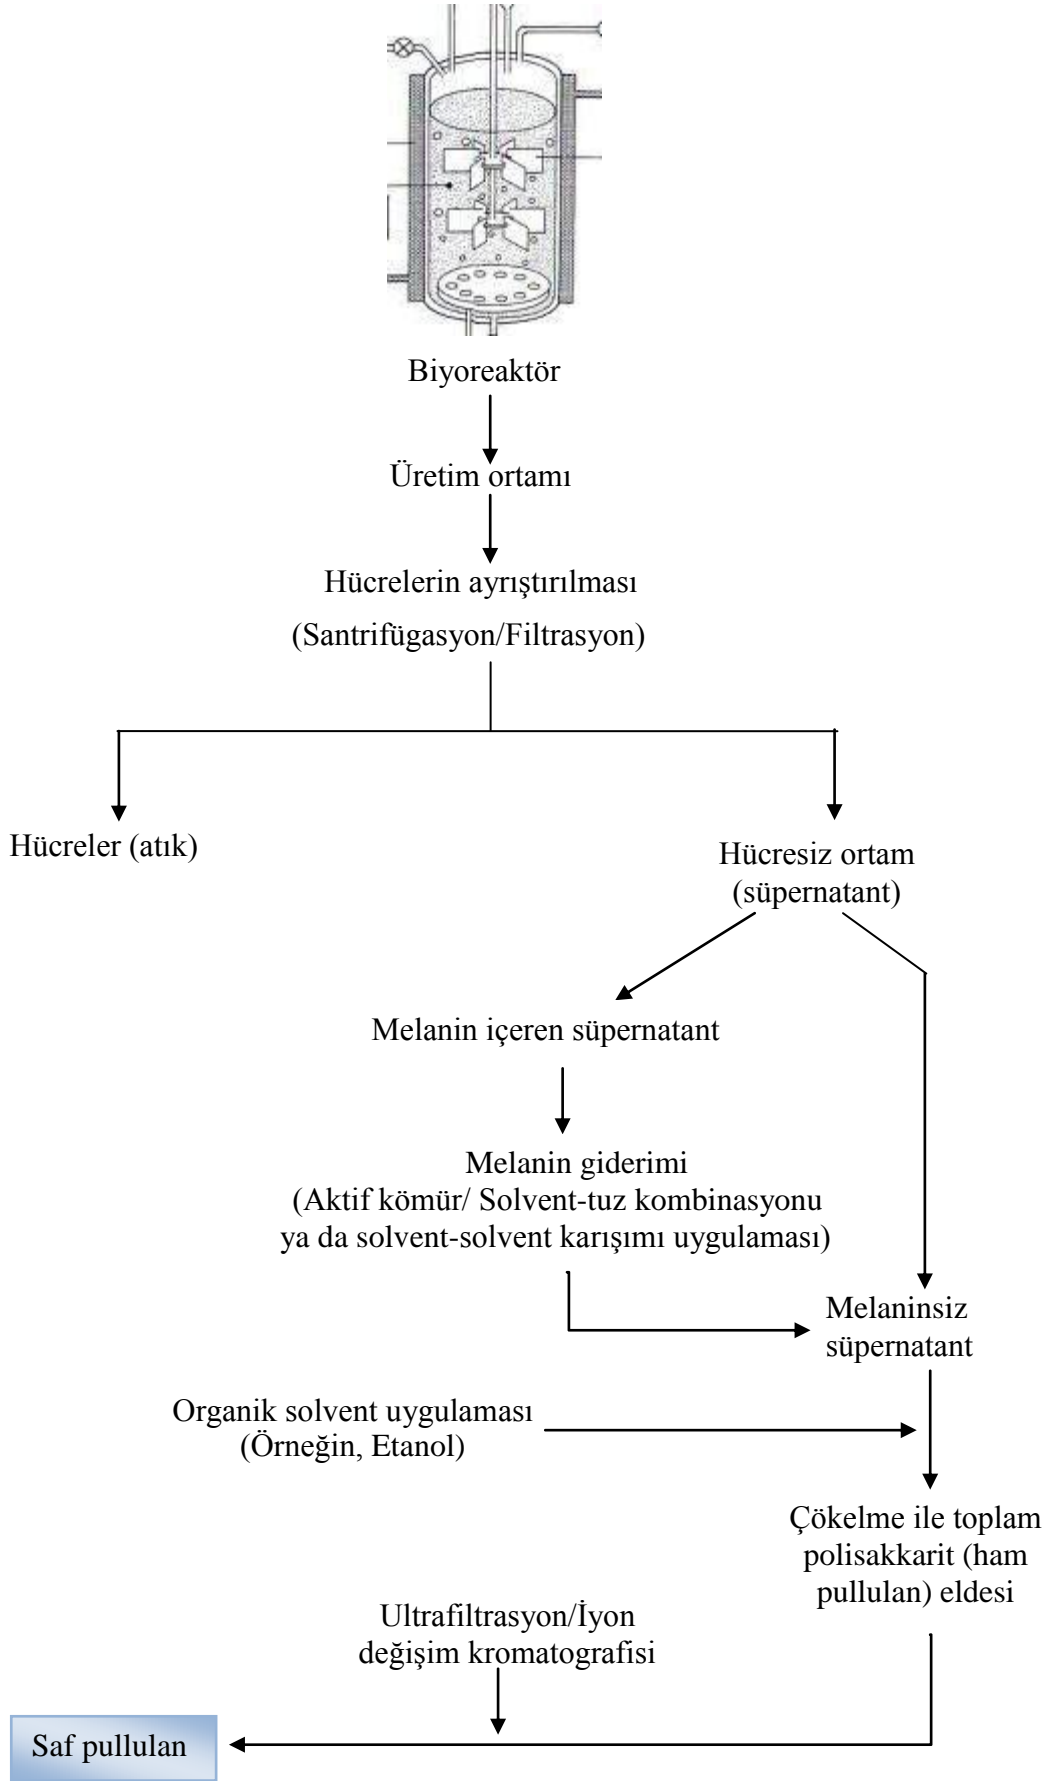 Biyoreaktör
Üretim ortamı
Hücrelerin ayrıştırılması
(Santrifügasyon/Filtrasyon)
Hücreler (atık)
Hücresiz ortam
(süpernatant)
Melanin içeren süpernatant
Melanin giderimi
(Aktif kömür/ Solvent-tuz kombinasyonu
ya da solvent-solvent karışımı uygulaması)
Melaninsiz
süpernatant
Organik solvent uygulaması
(Örneğin, Etanol)
Çökelme ile toplam
polisakkarit (ham
pullulan) eldesi
Ultrafiltrasyon/İyon
değişim kromatografisi
Saf pullulan